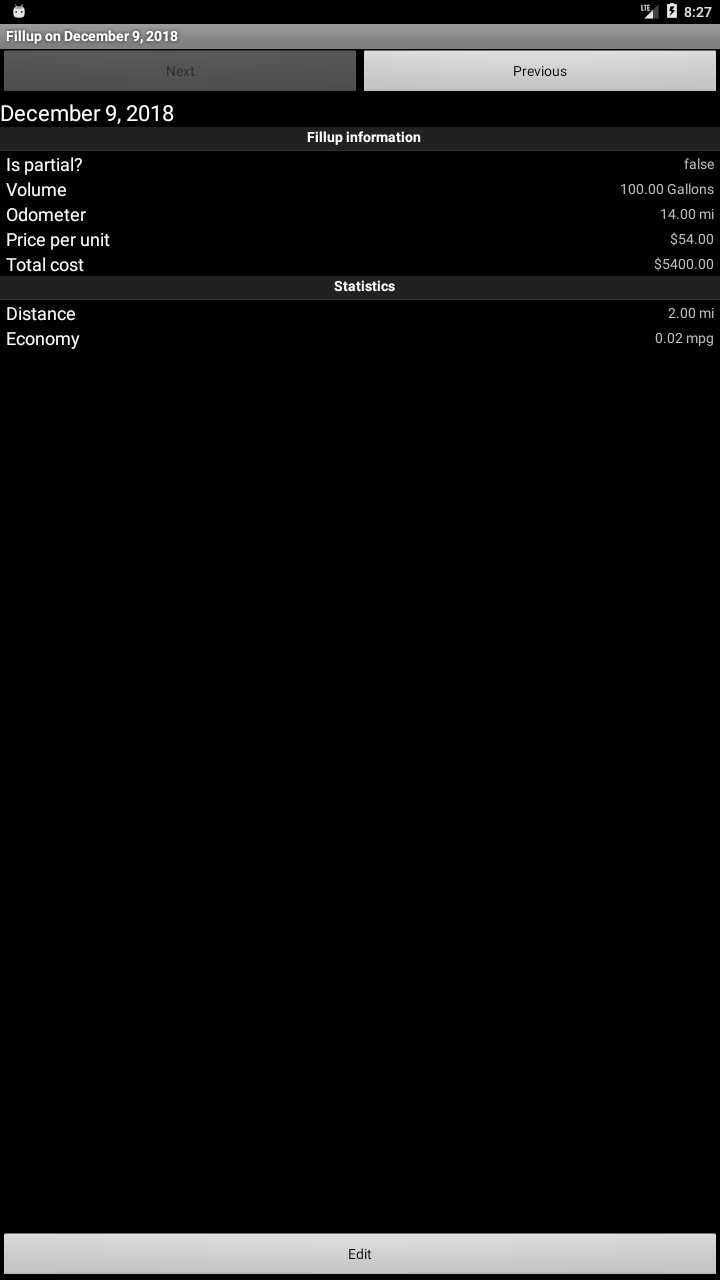 LTE 8:27
Fillup on December 9, 2018
Next Previous
December 9, 2018
Fillup information
Is partial? false
Volume 100.00 Gallons
Odometer 14.00 mi
Price per unit $54.00
Total cost $5400.00
Statistics
Distance 2.00 mi
Economy 0.02 mpg
Edit